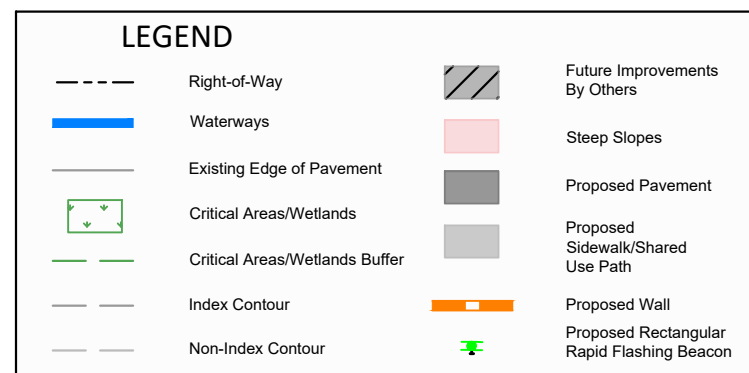 LEGEND
Right-of-Way
Waterways
Existing Edge of Pavement
Critical Areas/Wetlands
Critical Areas/Wetlands Buffer
Index Contour
Non-Index Contour
Future Improvements
By Others
Steep Slopes
Proposed Pavement
Proposed
Sidewalk/Shared
Use Path
Proposed Wall
Proposed Rectangular
Rapid Flashing Beacon